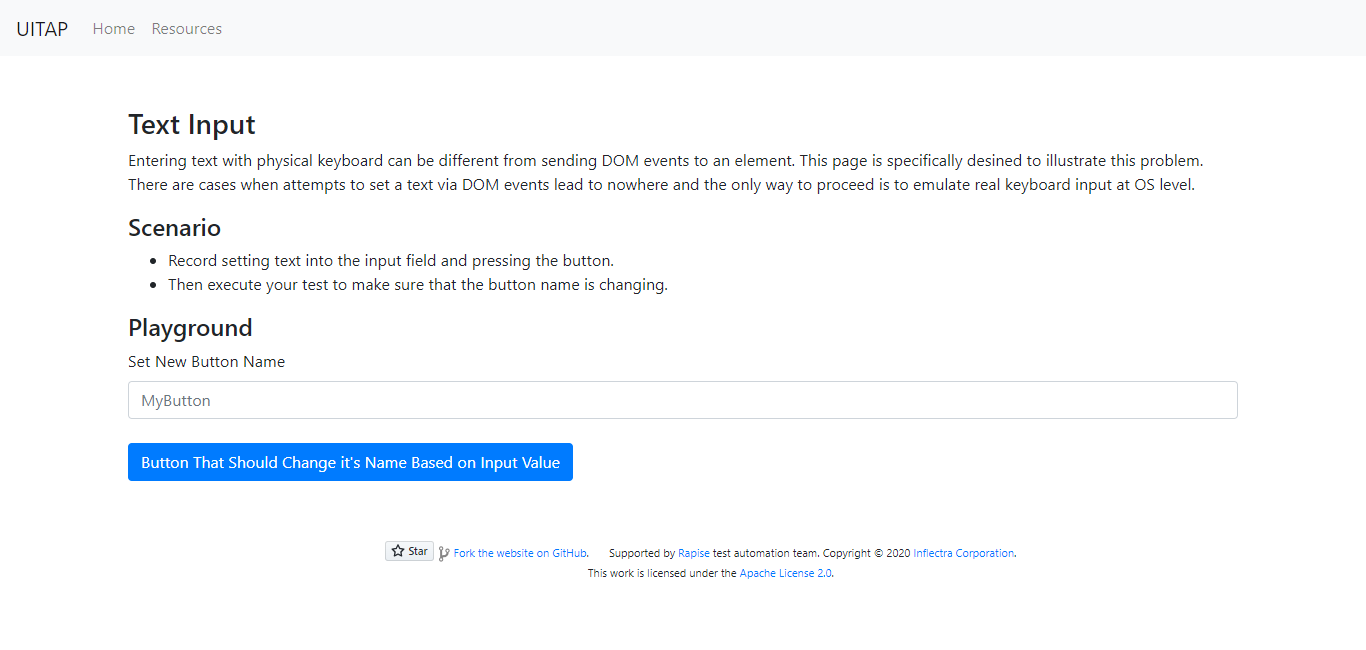 UITAP Home Resources
Text Input
Entering text with physical keyboard can be different from sending DOM events to an element. This page is specifically desined to illustrate this problem.
There are cases when attempts to set a text via DOM events lead to nowhere and the only way to proceed is to emulate real keyboard input at OS level.
Scenario
Record setting text into the input field and pressing the button.
Then execute your test to make sure that the button name is changing.
Playground
Set New Button Name
MyButton
Button That Should Change it's Name Based on Input Value
Star Fork the website on GitHub. Supported by Rapise test automation team. Copyright © 2020 Inflectra Corporation.
This work is licensed under the Apache License 2.0.